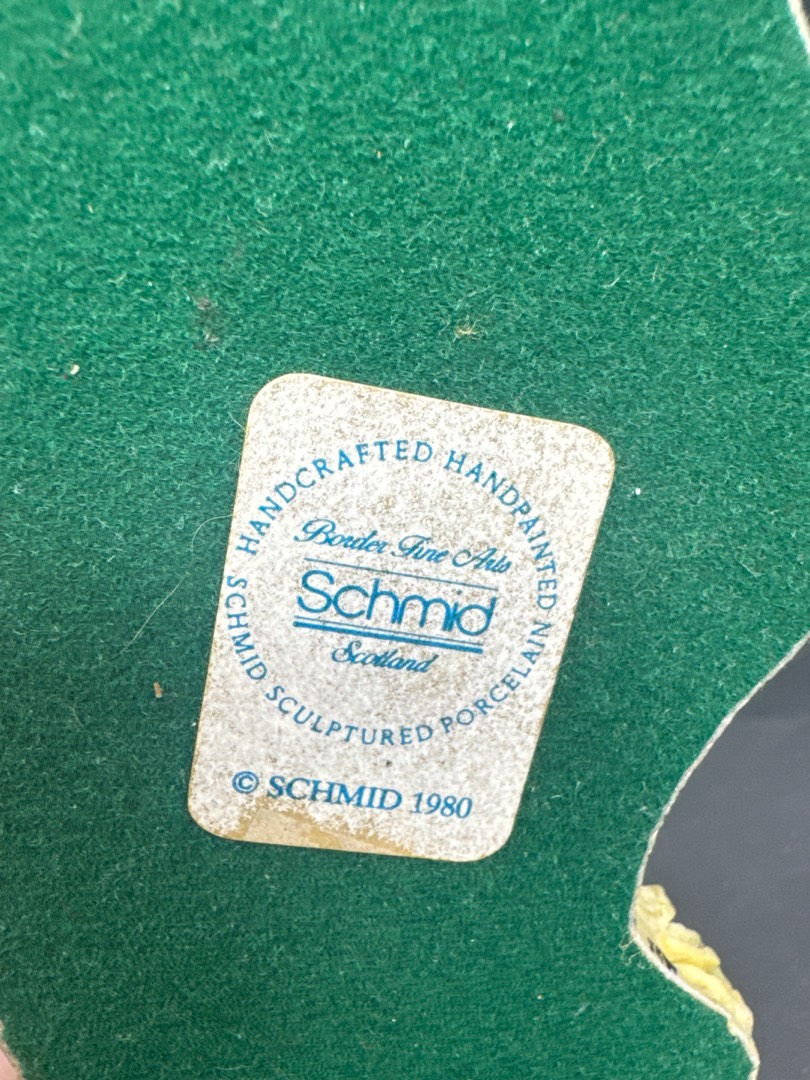 HANDCRAFTED HANDPAINTED
Border Fine Arts
Schmid
Scotland
SCHMID SCULPTURED PORCELAIN
© SCHMID 1980